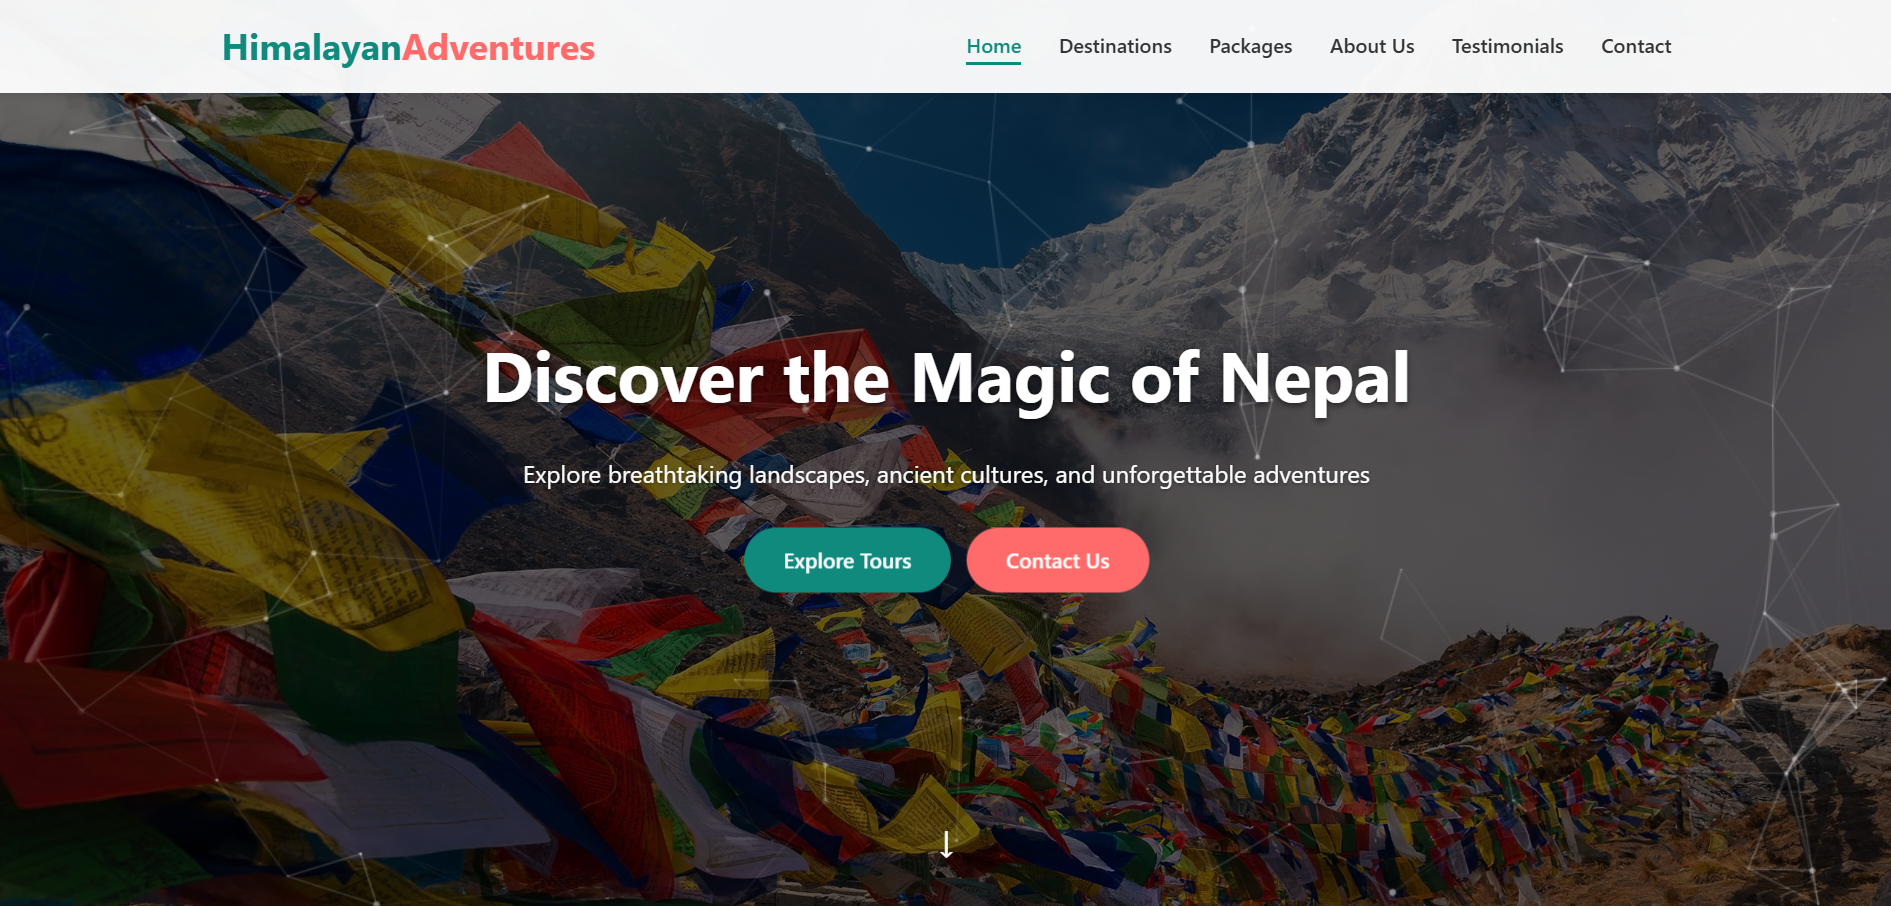 HimalayanAdventures
Home Destinations Packages About Us Testimonials Contact
Discover the Magic of Nepal
Explore breathtaking landscapes, ancient cultures, and unforgettable adventures
Explore Tours Contact Us
↓